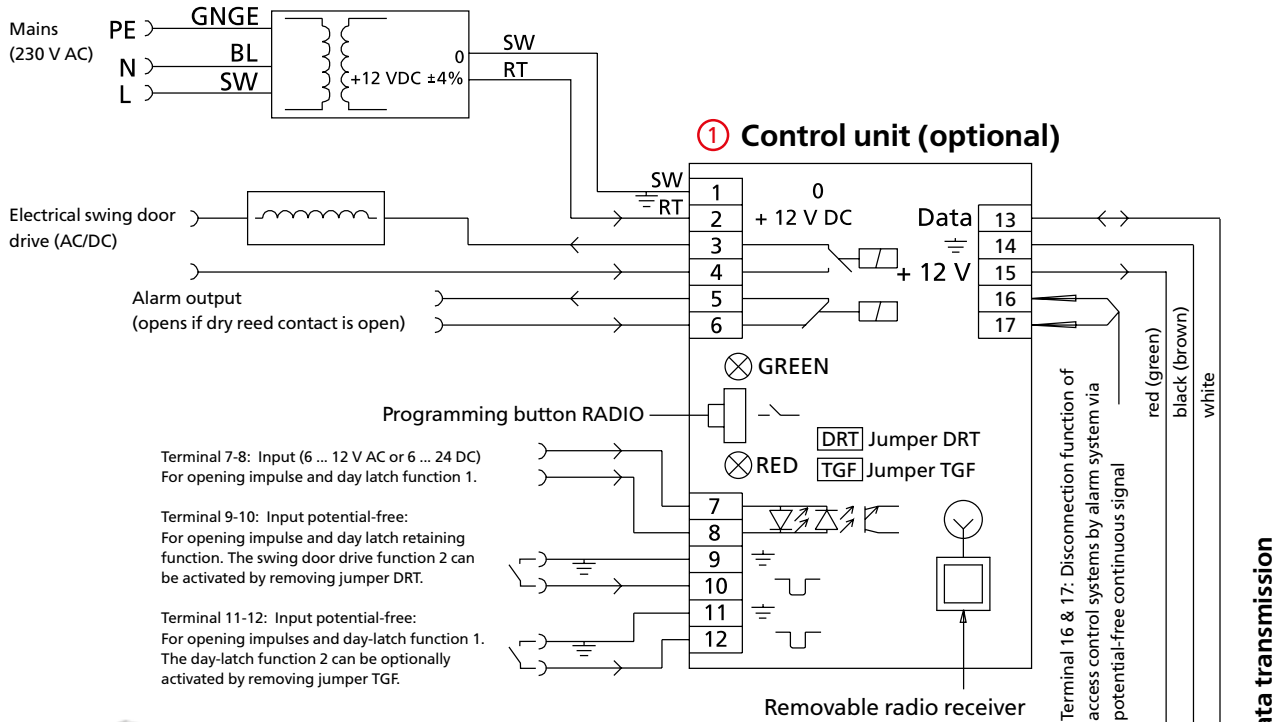 Mains
(230 V AC)
PE
GNGE
N
BL
L
SW
0
+12 VDC ±4%
SW
RT
1 Control unit (optional)
SW
RT
1
2
3
4
5
6
0
+ 12 V DC
Data
+ 12 V
13
14
15
16
17
Electrical swing door
drive (AC/DC)
Alarm output
(opens if dry reed contact is open)
GREEN
Programming button RADIO
RED
DRT Jumper DRT
TGF Jumper TGF
Terminal 7-8: Input (6 ... 12 V AC or 6 ... 24 DC)
For opening impulse and day latch function 1.
Terminal 9-10: Input potential-free:
For opening impulse and day latch retaining
function. The swing door drive function 2 can
be activated by removing jumper DRT.
Terminal 11-12: Input potential-free:
For opening impulses and day-latch function 1.
The day-latch function 2 can be optionally
activated by removing jumper TGF.
7
8
9
10
11
12
Removable radio receiver
Terminal 16 & 17: Disconnection function of
access control systems by alarm system via
potential-free continuous signal
red (green)
black (brown)
white
ata transmission